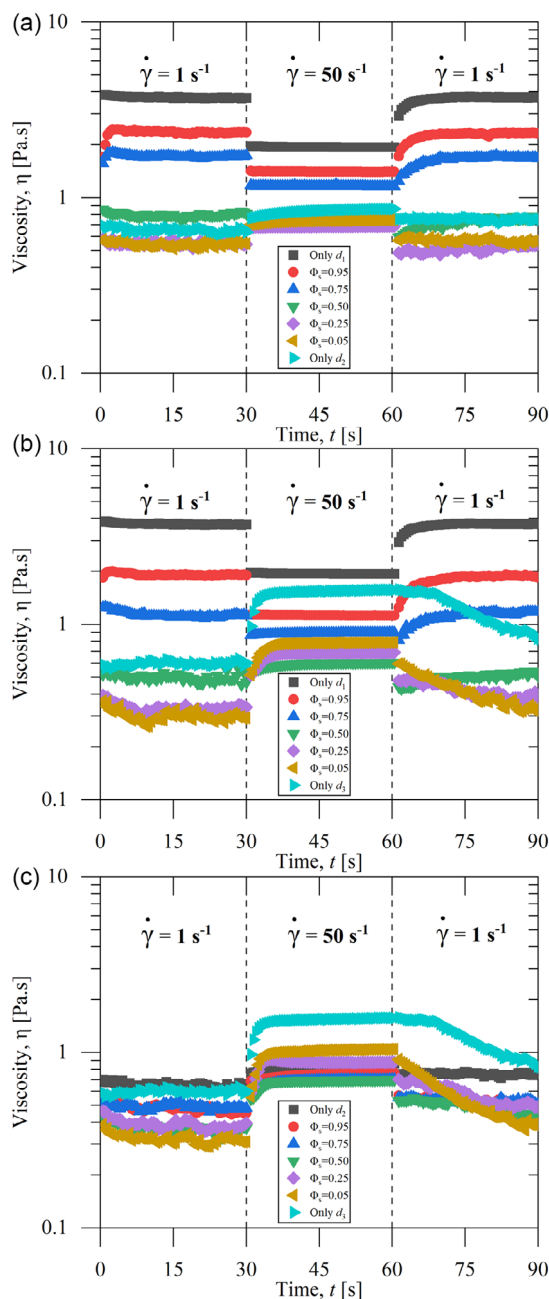 (a)
10
1
0.1
Viscosity, η [Pa.s]
γ̇ = 1 s⁻¹
γ̇ = 50 s⁻¹
γ̇ = 1 s⁻¹
Only d₁
Φₛ=0.95
Φₛ=0.75
Φₛ=0.50
Φₛ=0.25
Φₛ=0.05
Only d₂
0 15 30 45 60 75 90
Time, t [s]
(b)
10
1
0.1
Viscosity, η [Pa.s]
γ̇ = 1 s⁻¹
γ̇ = 50 s⁻¹
γ̇ = 1 s⁻¹
Only d₁
Φₛ=0.95
Φₛ=0.75
Φₛ=0.50
Φₛ=0.25
Φₛ=0.05
Only d₃
0 15 30 45 60 75 90
Time, t [s]
(c)
10
1
0.1
Viscosity, η [Pa.s]
γ̇ = 1 s⁻¹
γ̇ = 50 s⁻¹
γ̇ = 1 s⁻¹
Only d₂
Φₛ=0.95
Φₛ=0.75
Φₛ=0.50
Φₛ=0.25
Φₛ=0.05
Only d₃
0 15 30 45 60 75 90
Time, t [s]